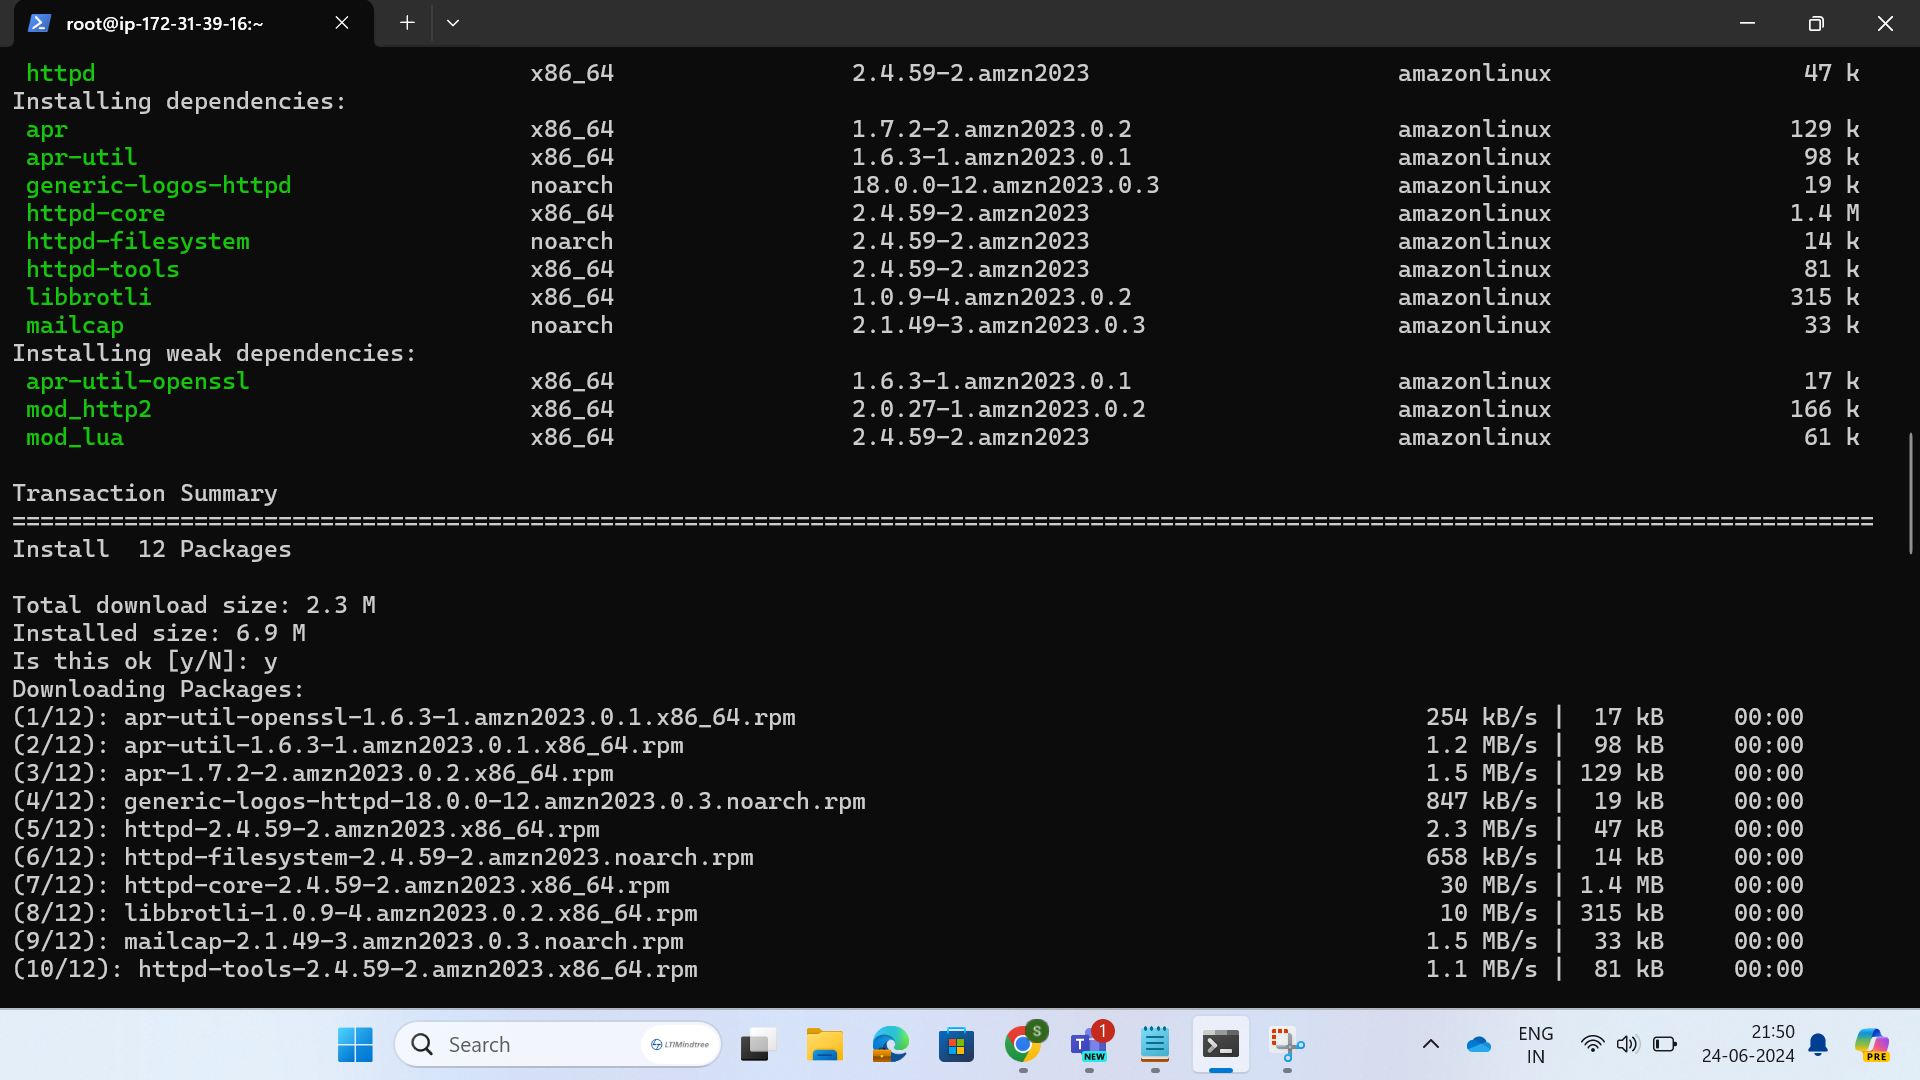 root@ip-172-31-39-16:~
httpd x86_64 2.4.59-2.amzn2023 amazonlinux 47 k
Installing dependencies:
apr x86_64 1.7.2-2.amzn2023.0.2 amazonlinux 129 k
apr-util x86_64 1.6.3-1.amzn2023.0.1 amazonlinux 98 k
generic-logos-httpd noarch 18.0.0-12.amzn2023.0.3 amazonlinux 19 k
httpd-core x86_64 2.4.59-2.amzn2023 amazonlinux 1.4 M
httpd-filesystem noarch 2.4.59-2.amzn2023 amazonlinux 14 k
httpd-tools x86_64 2.4.59-2.amzn2023 amazonlinux 81 k
libbrotli x86_64 1.0.9-4.amzn2023.0.2 amazonlinux 315 k
mailcap noarch 2.1.49-3.amzn2023.0.3 amazonlinux 33 k
Installing weak dependencies:
apr-util-openssl x86_64 1.6.3-1.amzn2023.0.1 amazonlinux 17 k
mod_http2 x86_64 2.0.27-1.amzn2023.0.2 amazonlinux 166 k
mod_lua x86_64 2.4.59-2.amzn2023 amazonlinux 61 k
Transaction Summary
=====================================================================================================================================
Install  12 Packages
Total download size: 2.3 M
Installed size: 6.9 M
Is this ok [y/N]: y
Downloading Packages:
(1/12): apr-util-openssl-1.6.3-1.amzn2023.0.1.x86_64.rpm 254 kB/s | 17 kB 00:00
(2/12): apr-util-1.6.3-1.amzn2023.0.1.x86_64.rpm 1.2 MB/s | 98 kB 00:00
(3/12): apr-1.7.2-2.amzn2023.0.2.x86_64.rpm 1.5 MB/s | 129 kB 00:00
(4/12): generic-logos-httpd-18.0.0-12.amzn2023.0.3.noarch.rpm 847 kB/s | 19 kB 00:00
(5/12): httpd-2.4.59-2.amzn2023.x86_64.rpm 2.3 MB/s | 47 kB 00:00
(6/12): httpd-filesystem-2.4.59-2.amzn2023.noarch.rpm 658 kB/s | 14 kB 00:00
(7/12): httpd-core-2.4.59-2.amzn2023.x86_64.rpm 30 MB/s | 1.4 MB 00:00
(8/12): libbrotli-1.0.9-4.amzn2023.0.2.x86_64.rpm 10 MB/s | 315 kB 00:00
(9/12): mailcap-2.1.49-3.amzn2023.0.3.noarch.rpm 1.5 MB/s | 33 kB 00:00
(10/12): httpd-tools-2.4.59-2.amzn2023.x86_64.rpm 1.1 MB/s | 81 kB 00:00
Search LTIMindtree S T 1 NEW ENG 21:50
IN 24-06-2024 PRE